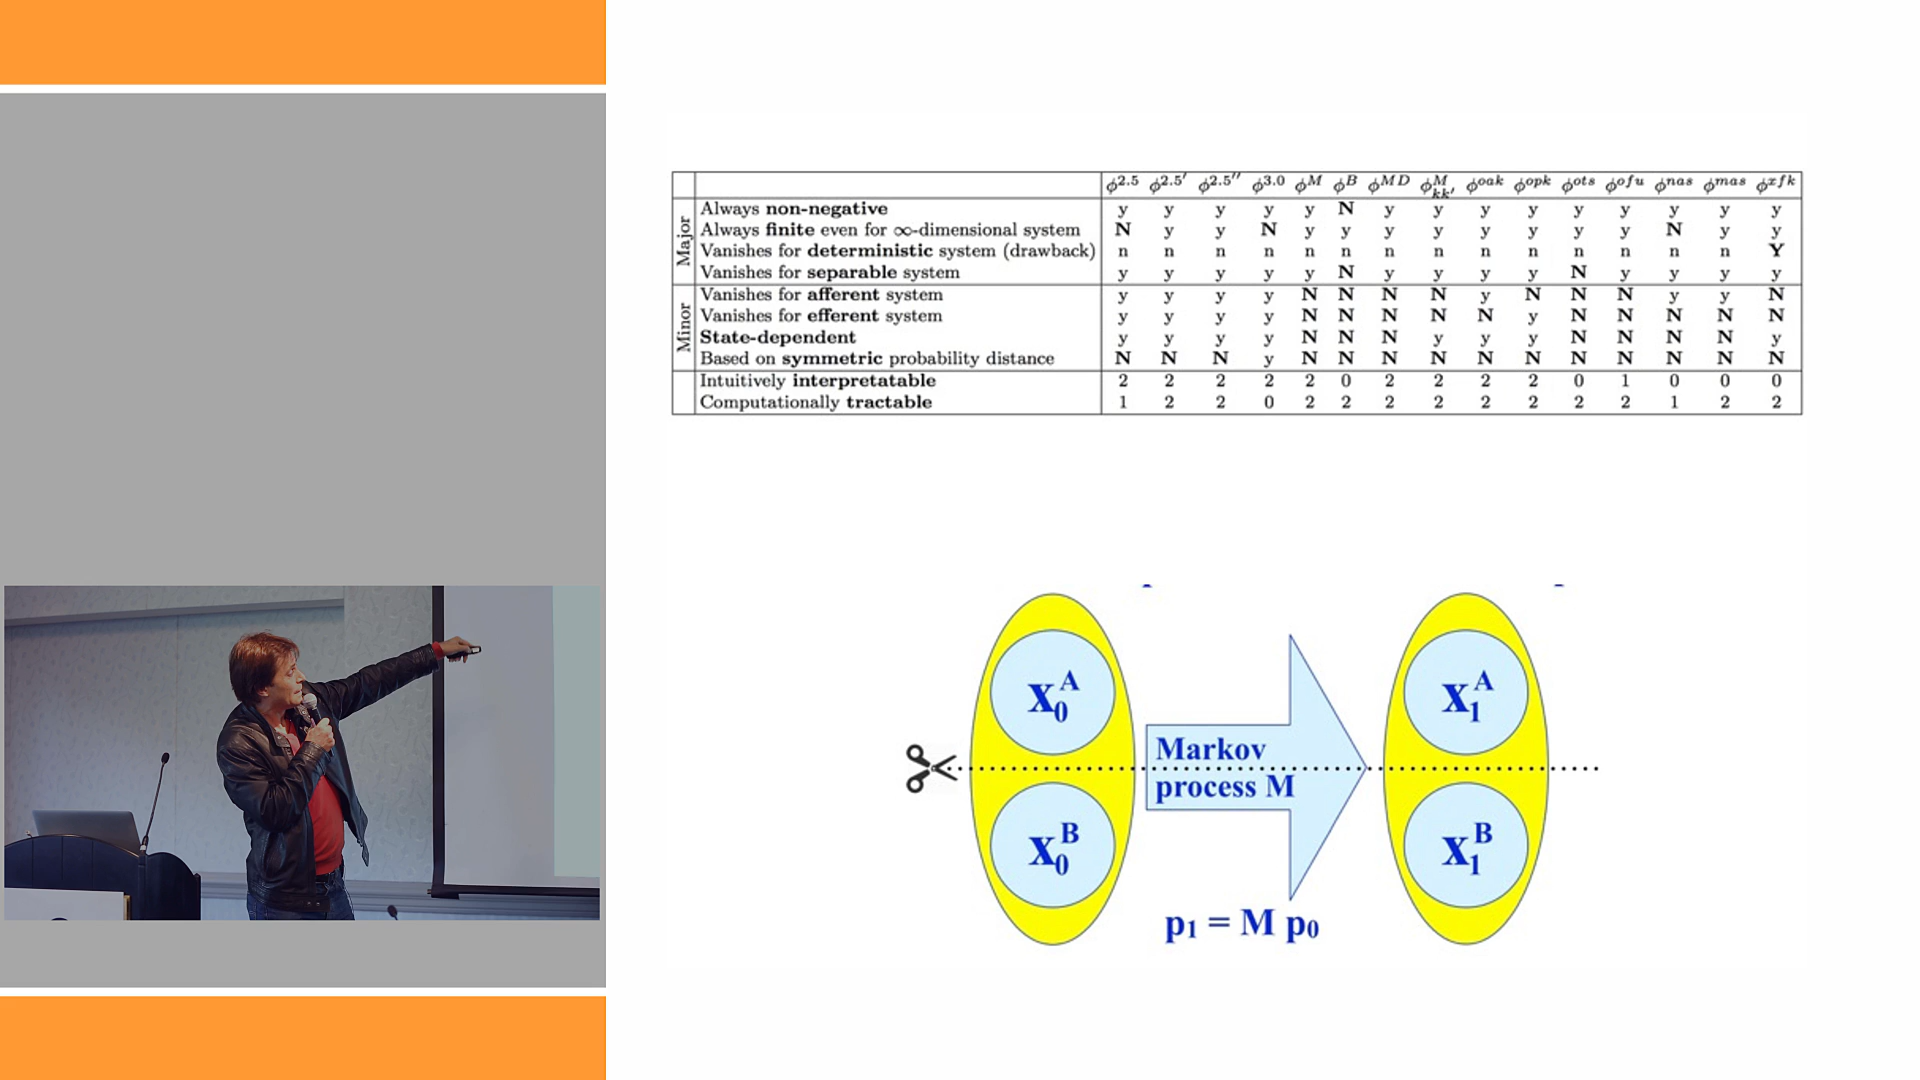 ϕ^2.5 ϕ^2.5′ ϕ^2.5″ ϕ^3.0 ϕ^M ϕ^B ϕ^MD ϕ^M_kk′ ϕ^oak ϕ^opk ϕ^ots ϕ^ofu ϕ^nas ϕ^mas ϕ^xfk
Major
Always non-negative y y y y y N y y y y y y y y y
Always finite even for ∞-dimensional system N y y N y y y y y y y y N y y
Vanishes for deterministic system (drawback) n n n n n n n n n n n n n n Y
Vanishes for separable system y y y y y N y y y y N y y y y
Minor
Vanishes for afferent system y y y y N N N N y N N N y y N
Vanishes for efferent system y y y y N N N N N y N N N N N
State-dependent y y y y N N N y y y N N N N y
Based on symmetric probability distance N N N y N N N N N N N N N N N
Intuitively interpretatable 2 2 2 2 2 0 2 2 2 2 0 1 0 0 0
Computationally tractable 1 2 2 0 2 2 2 2 2 2 2 2 1 2 2
x_0^A
x_1^A
Markov
process M
x_0^B
x_1^B
p₁ = M p₀